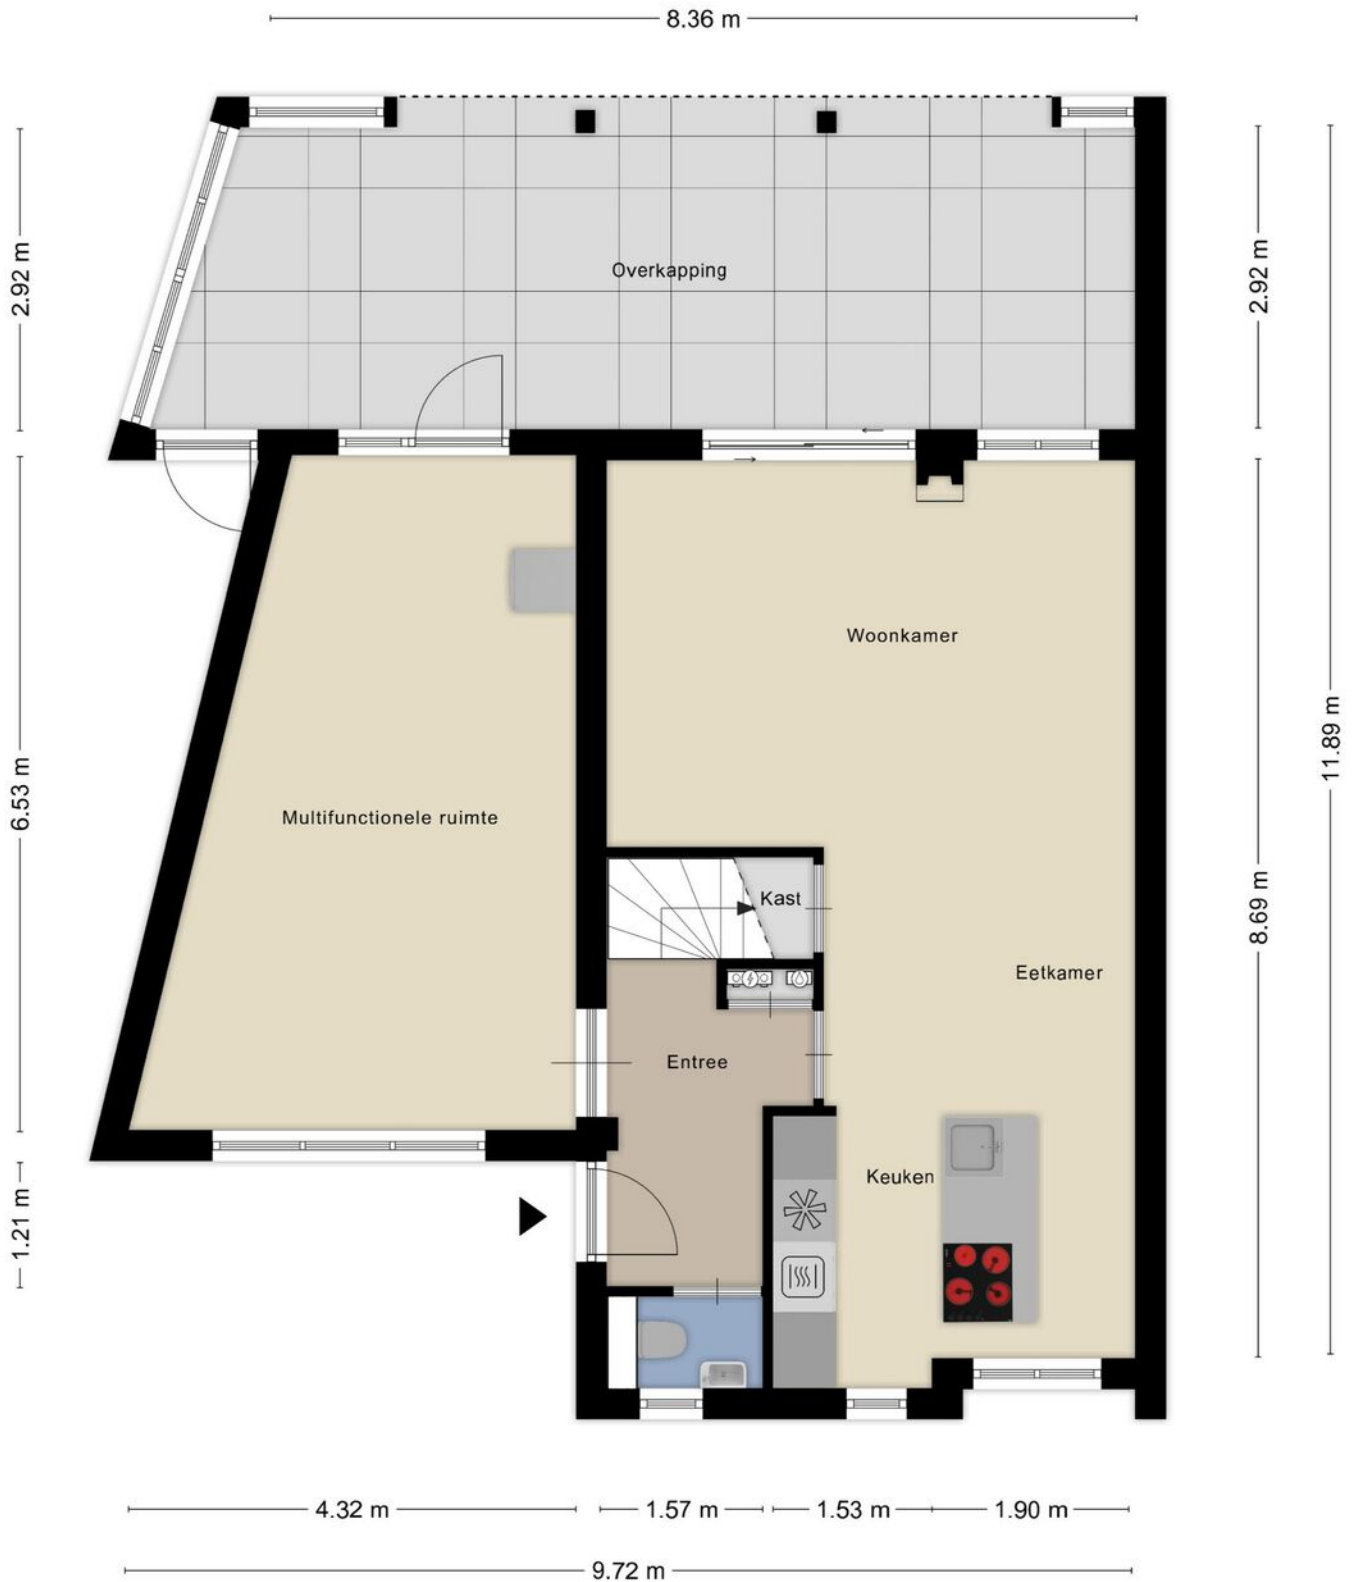 8.36 m
2.92 m
Overkapping
2.92 m
11.89 m
Woonkamer
6.53 m
Multifunctionele ruimte
Kast
8.69 m
Eetkamer
Entree
Keuken
1.21 m
4.32 m
1.57 m
1.53 m
1.90 m
9.72 m